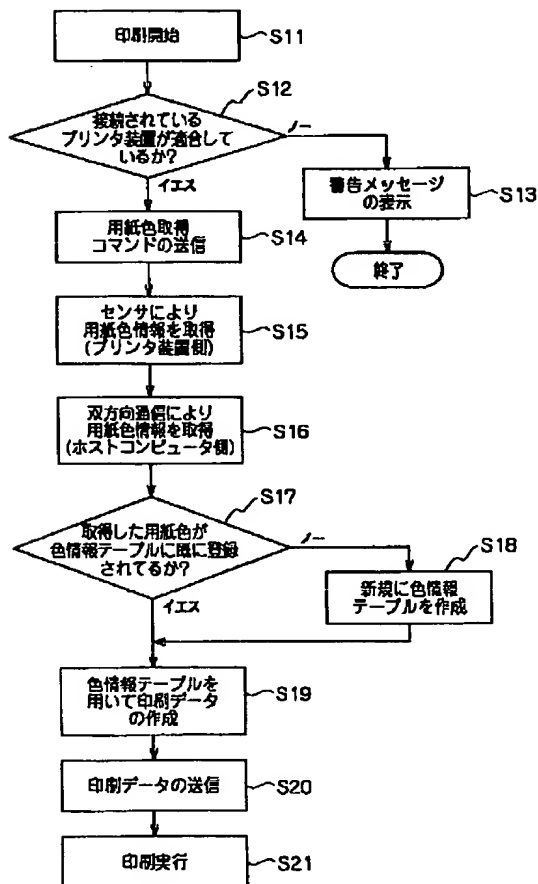 印刷開始
S11
S12
接続されている
プリンタ装置が適合して
いるか?
ノー
イエス
警告メッセージ
の表示
S13
終了
用紙色取得
コマンドの送信
S14
センサにより
用紙色情報を取得
(プリンタ装置側)
S15
双方向通信により
用紙色情報を取得
(ホストコンピュータ側)
S16
S17
取得した用紙色が
色情報テーブルに既に登録
されてるか?
ノー
イエス
S18
新規に色情報
テーブルを作成
色情報テーブルを
用いて印刷データ
の作成
S19
印刷データの送信
S20
印刷実行
S21